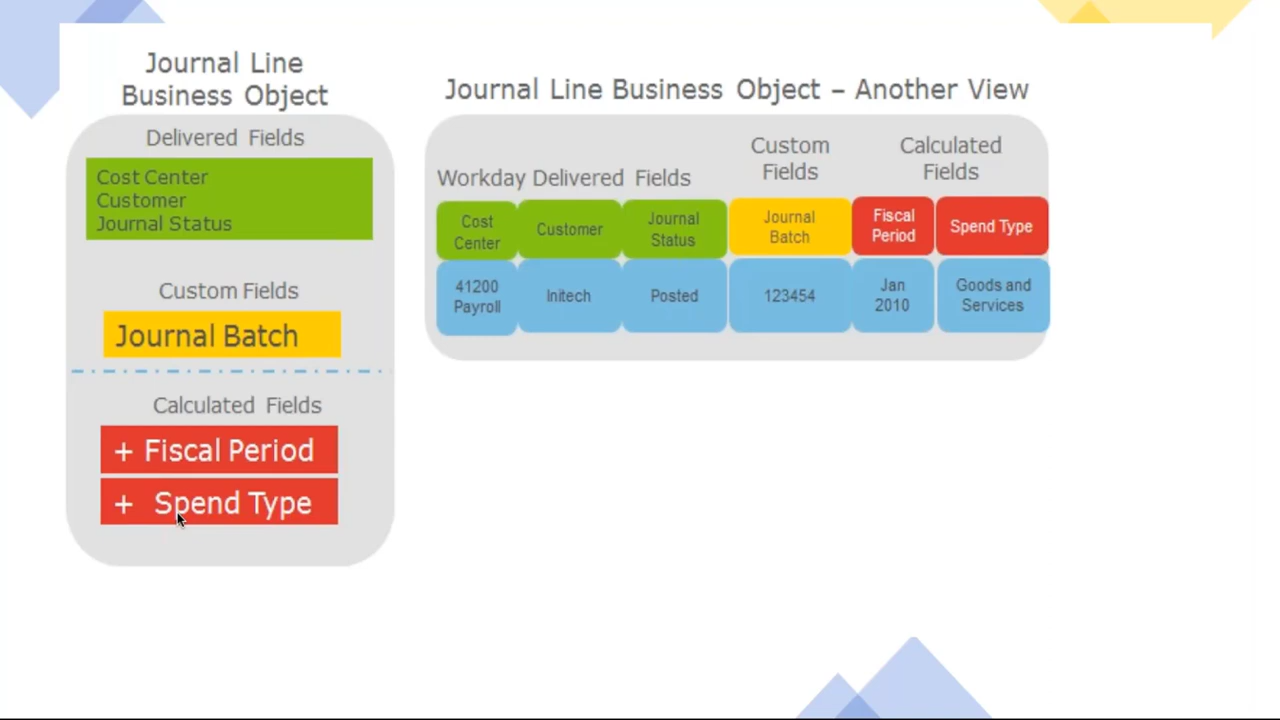 Journal Line
Business Object
Delivered Fields
Cost Center
Customer
Journal Status
Custom Fields
Journal Batch
Calculated Fields
+ Fiscal Period
+ Spend Type
Journal Line Business Object – Another View
Workday Delivered Fields
Custom
Fields
Calculated
Fields
Cost
Center
Customer
Journal
Status
Journal
Batch
Fiscal
Period
Spend Type
41200
Payroll
Initech
Posted
123454
Jan
2010
Goods and
Services